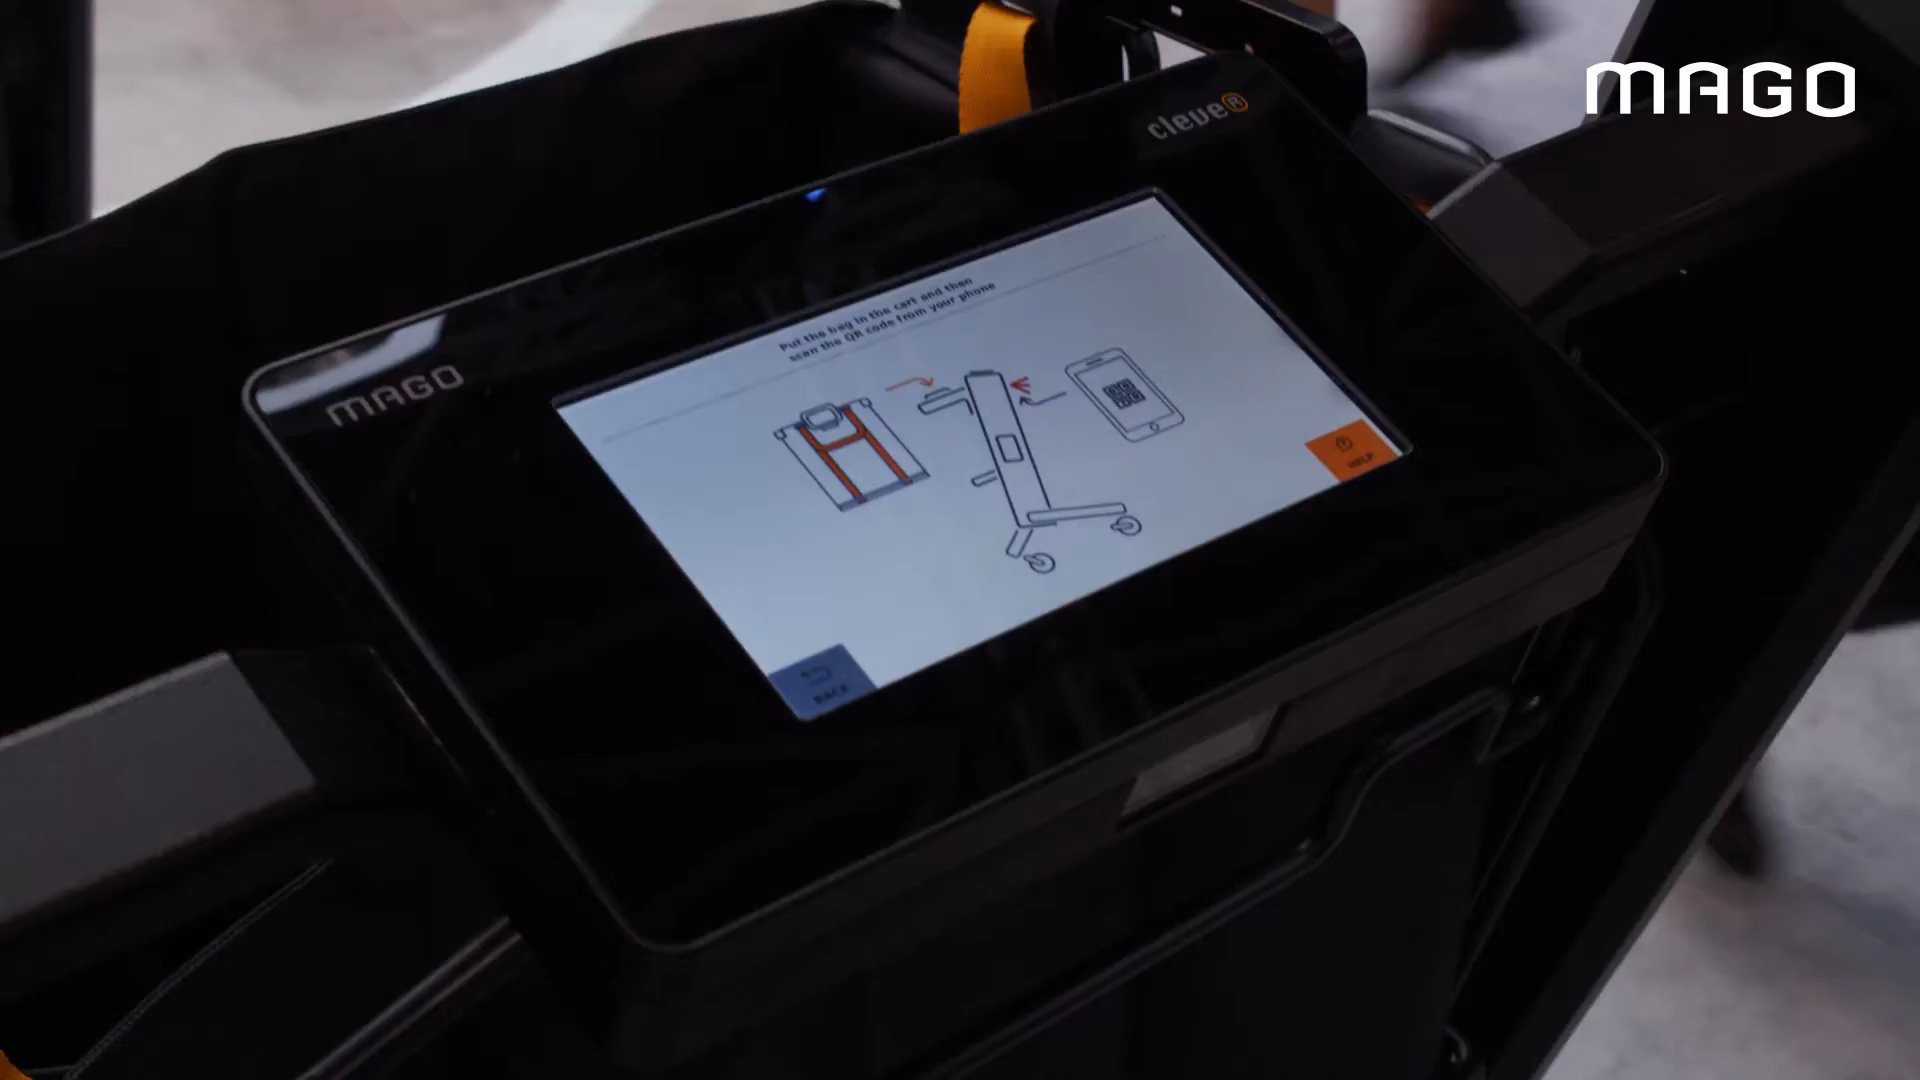 MAGO
cleveR
MAGO
Put the bag in the cart and then
scan the QR code from your phone
HELP
BACK